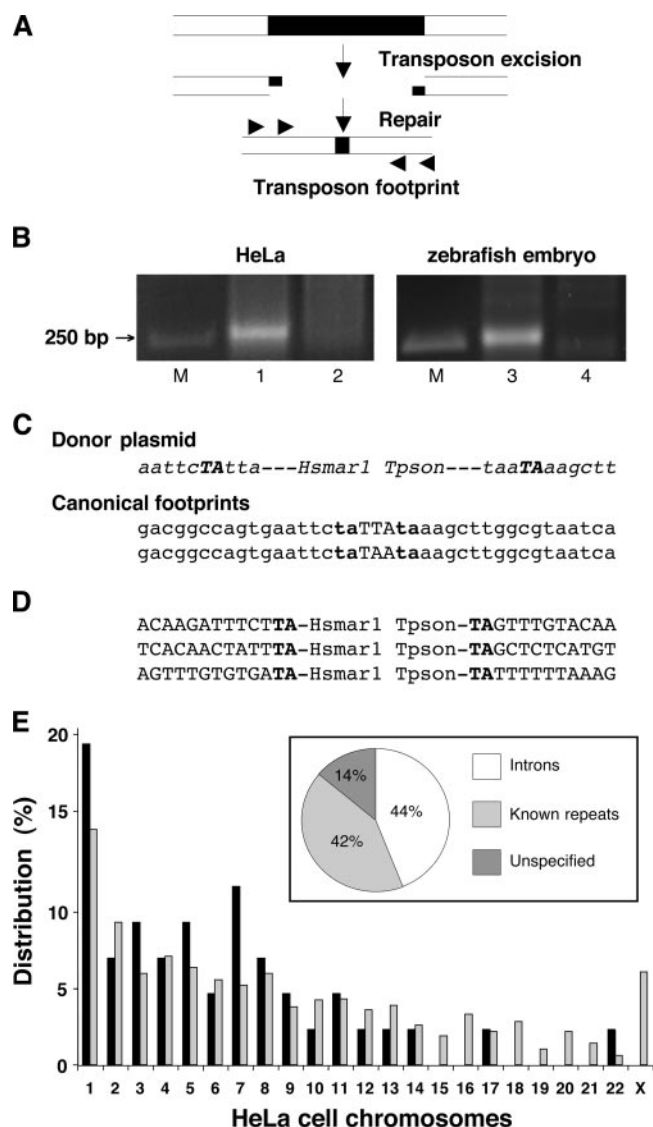 A
Transposon excision
Repair
Transposon footprint
B
HeLa
zebrafish embryo
250 bp
M 1 2
M 3 4
C
Donor plasmid
aattcTAtta---Hsmar1 Tpson---taaTAaagctt
Canonical footprints
gacggccagtgaattctaTTAtaaagcttggcgtaatca
gacggccagtgaattctaTAAtaaagcttggcgtaatca
D
ACAAGATTTCTTTA-Hsmar1 Tpson-TAGTTTGTACAA
TCACAACTATTTA-Hsmar1 Tpson-TAGCTCTCATGT
AGTTTGTGTGATA-Hsmar1 Tpson-TATTTTTTAAAG
E
Distribution (%)
20
15
10
5
0
14%
44%
42%
Introns
Known repeats
Unspecified
1 2 3 4 5 6 7 8 9 10 11 12 13 14 15 16 17 18 19 20 21 22 X
HeLa cell chromosomes